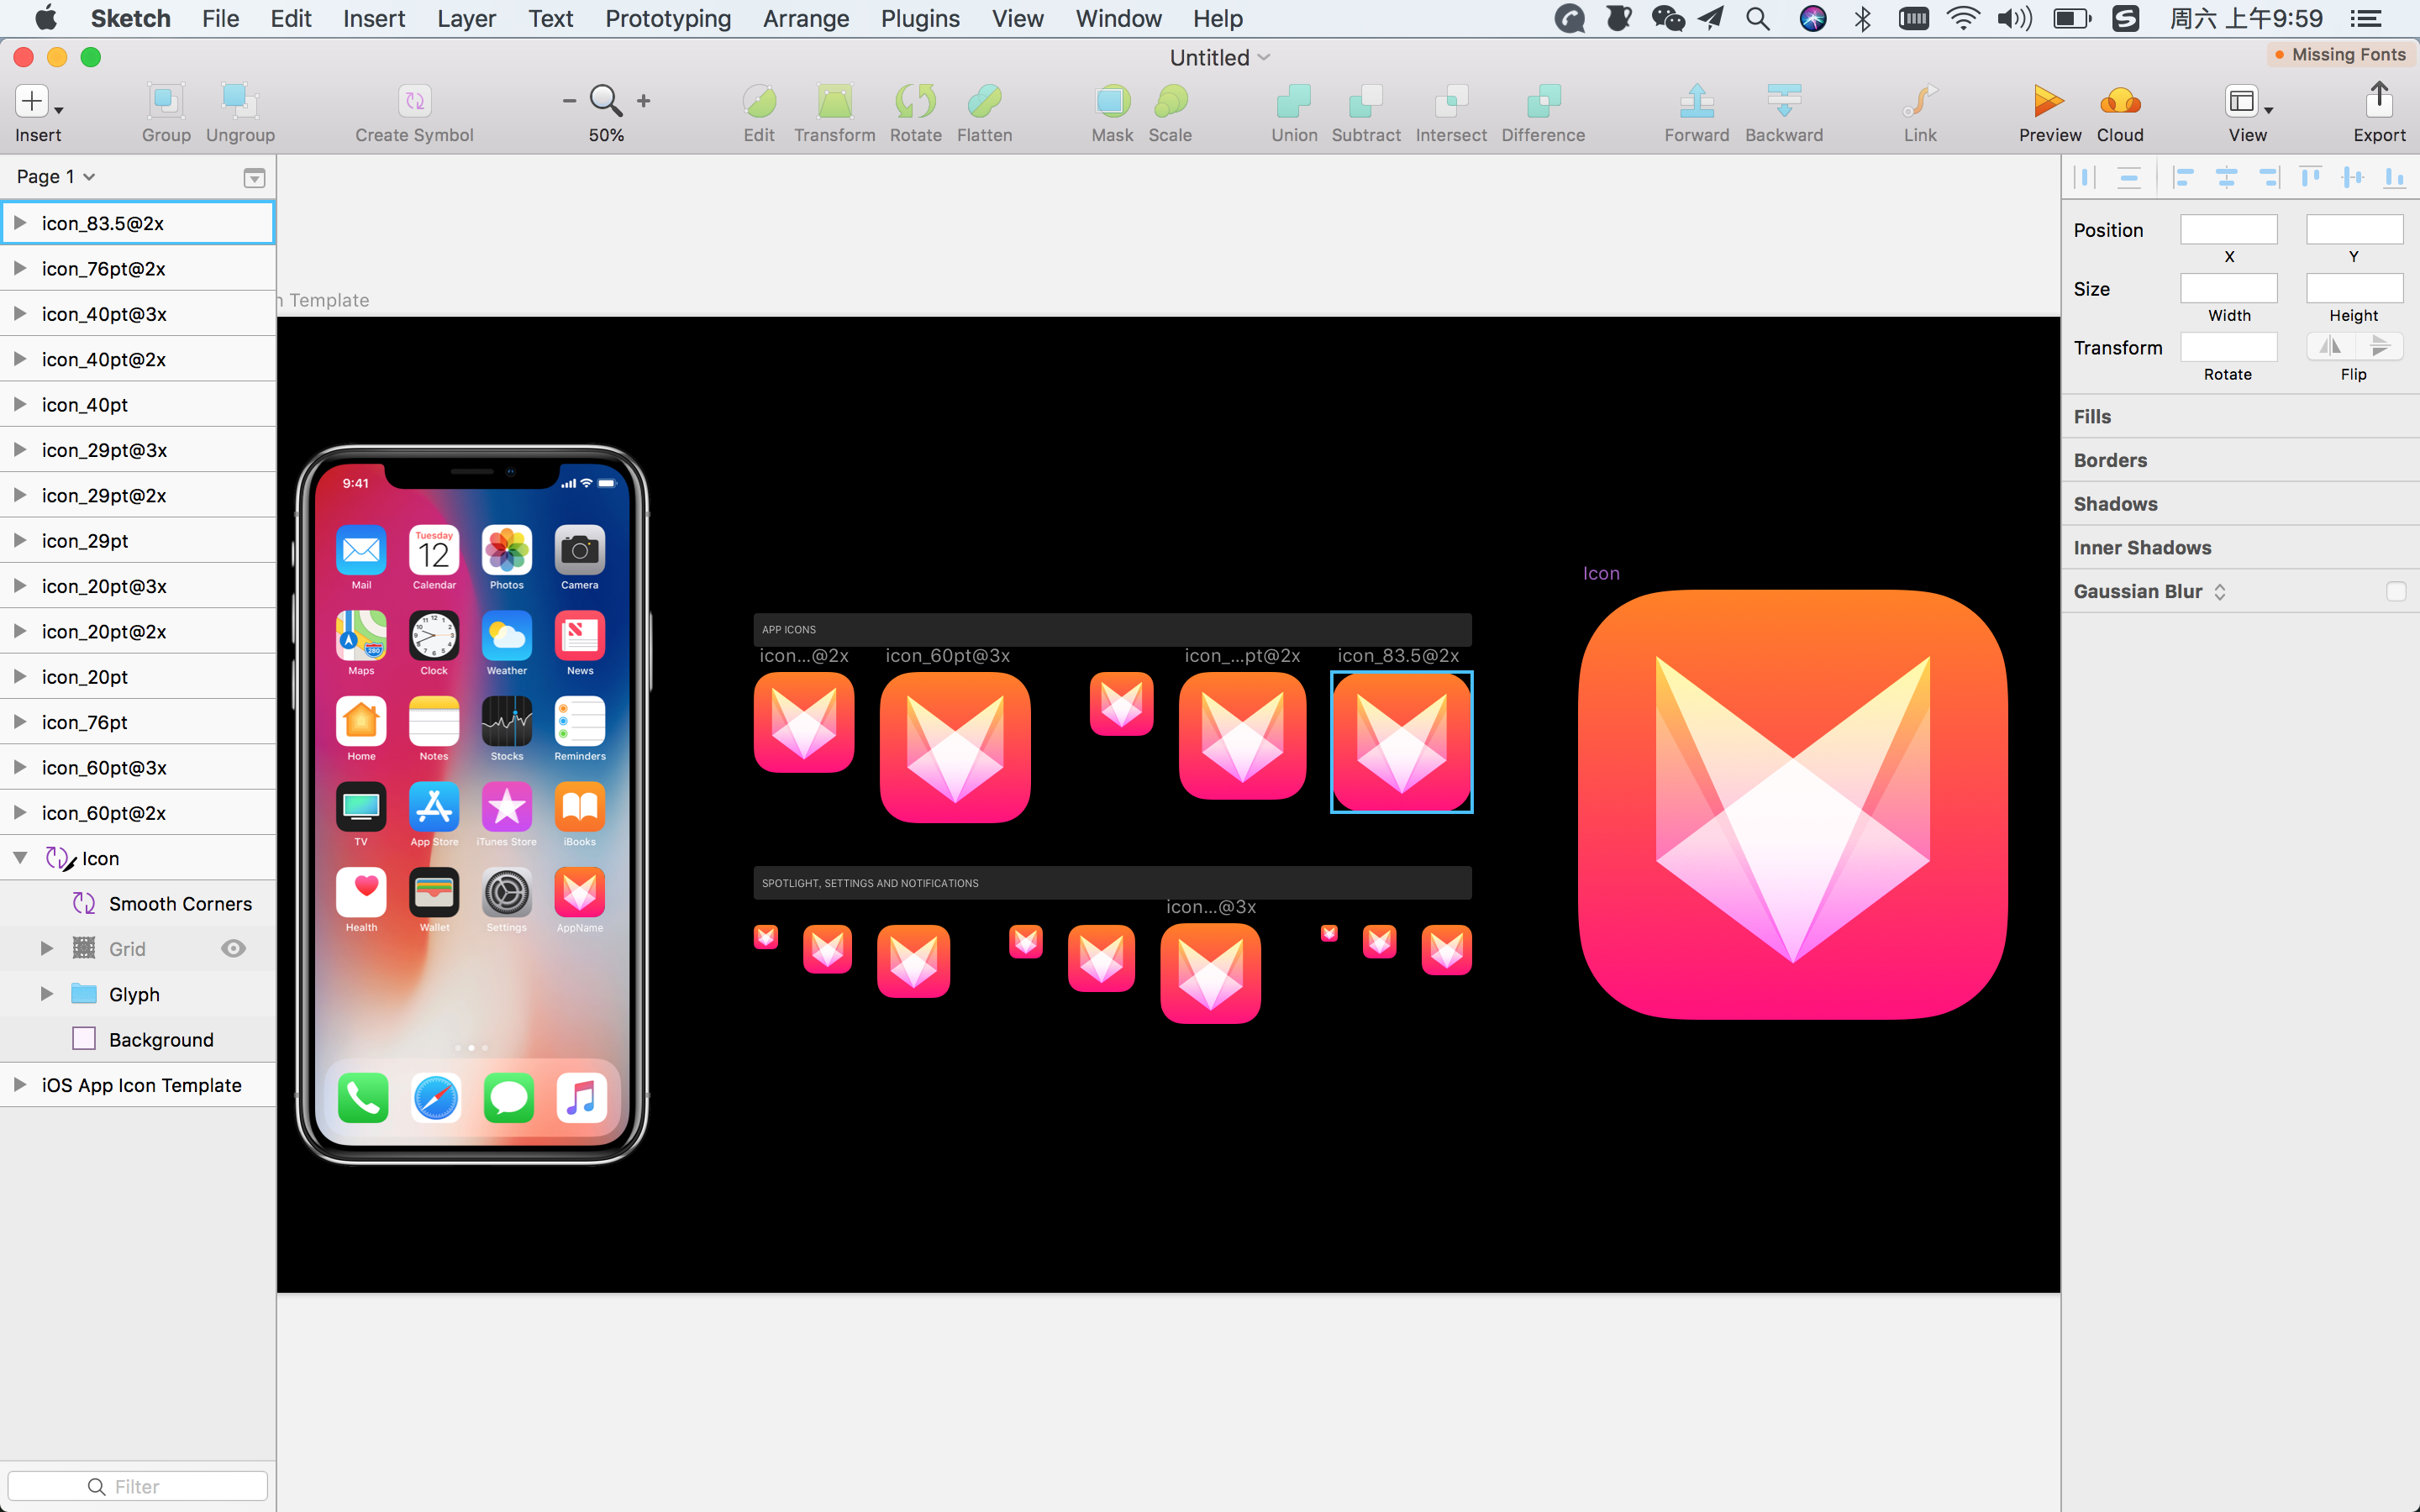 Sketch File Edit Insert Layer Text Prototyping Arrange Plugins View Window Help 周六 上午9:59
Untitled
Missing Fonts
Insert Group Ungroup Create Symbol 50% Edit Transform Rotate Flatten Mask Scale Union Subtract Intersect Difference Forward Backward Link Preview Cloud View Export
Page 1
icon_83.5@2x
icon_76pt@2x
icon_40pt@3x
icon_40pt@2x
icon_40pt
icon_29pt@3x
icon_29pt@2x
icon_29pt
icon_20pt@3x
icon_20pt@2x
icon_20pt
icon_76pt
icon_60pt@3x
icon_60pt@2x
Icon
Smooth Corners
Grid
Glyph
Background
iOS App Icon Template
Filter
n Template
9:41
Tuesday
12
Mail Calendar Photos Camera
12
280
Maps Clock Weather News
Home Notes Stocks Reminders
TV App Store iTunes Store iBooks
Health Wallet Settings AppName
APP ICONS
icon...@2x icon_60pt@3x icon_...pt@2x icon_83.5@2x
SPOTLIGHT, SETTINGS AND NOTIFICATIONS
icon...@3x
Icon
Position
X Y
Size
Width Height
Transform
Rotate Flip
Fills
Borders
Shadows
Inner Shadows
Gaussian Blur